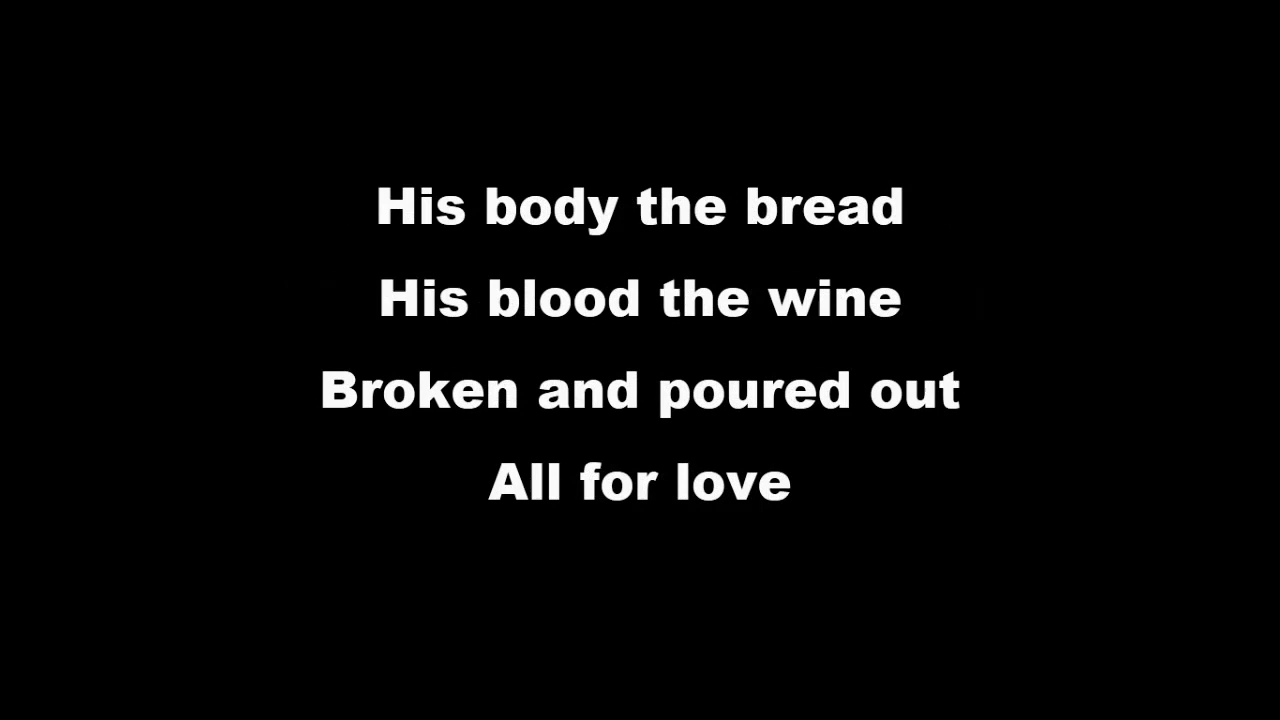 His body the bread
His blood the wine
Broken and poured out
All for love